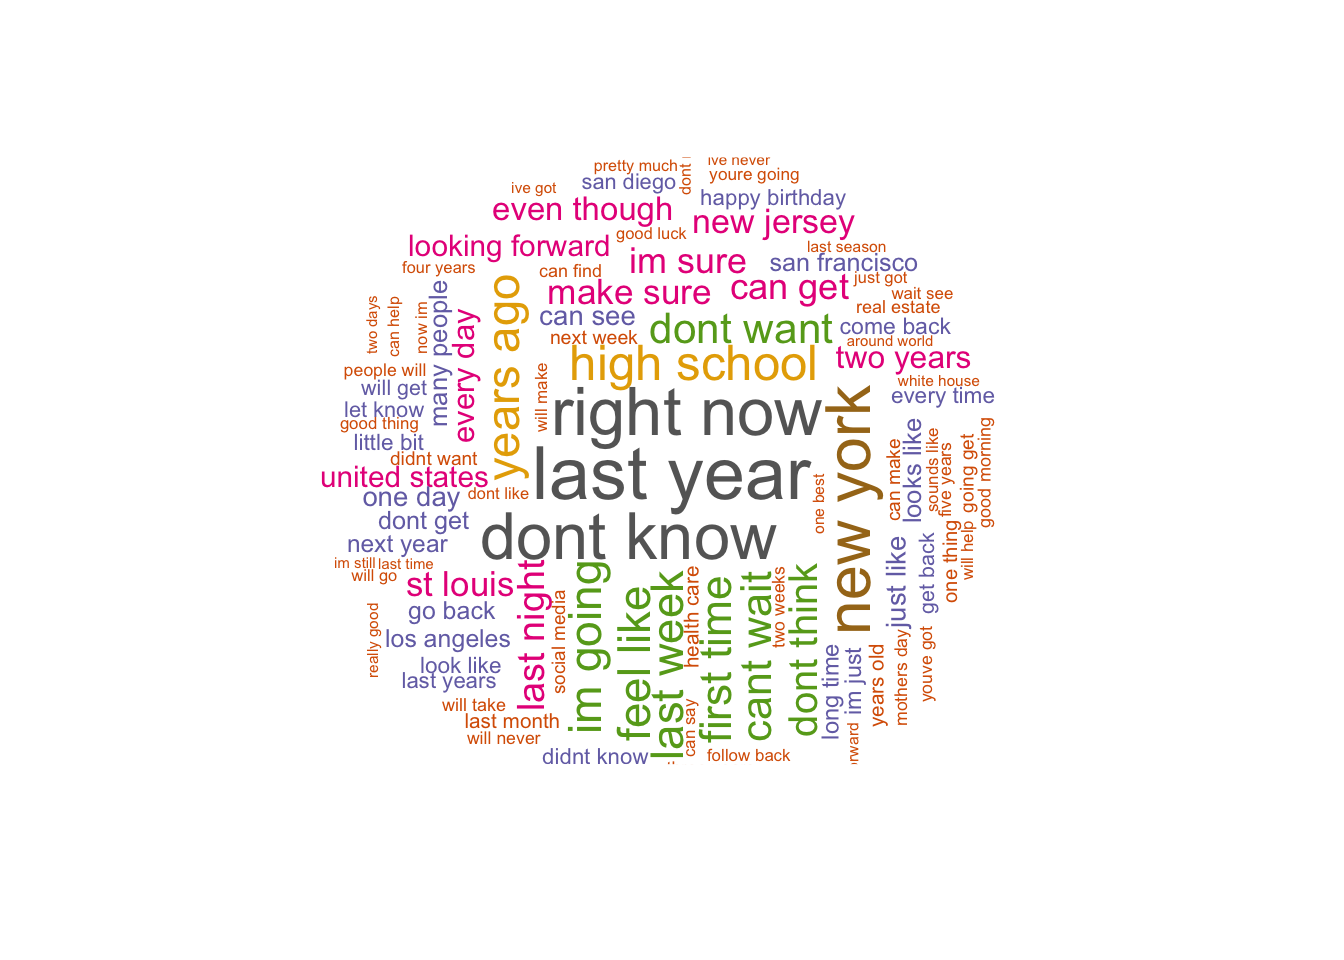 pretty much
dont
ive never
youre going
san diego
ive got
happy birthday
even though
new jersey
good luck
looking forward
last season
im sure
san francisco
four years
can find
just got
make sure
can get
wait see
real estate
years ago
many people
two days
can help
now im
every day
can see
dont want
come back
next week
around world
high school
two years
people will
will get
will make
white house
every time
let know
right now
new york
good thing
little bit
didnt want
looks like
sounds like
going get
good morning
can make
five years
united states
last year
one day
dont like
one best
dont get
dont know
next year
just like
get back
one thing
will help
im still
last time
will go
st louis
last night
im going
feel like
last week
health care
first time
cant wait
two weeks
dont think
go back
social media
really good
los angeles
look like
last years
long time
im just
years old
mothers day
youve got
will take
last month
can say
will never
didnt know
follow back